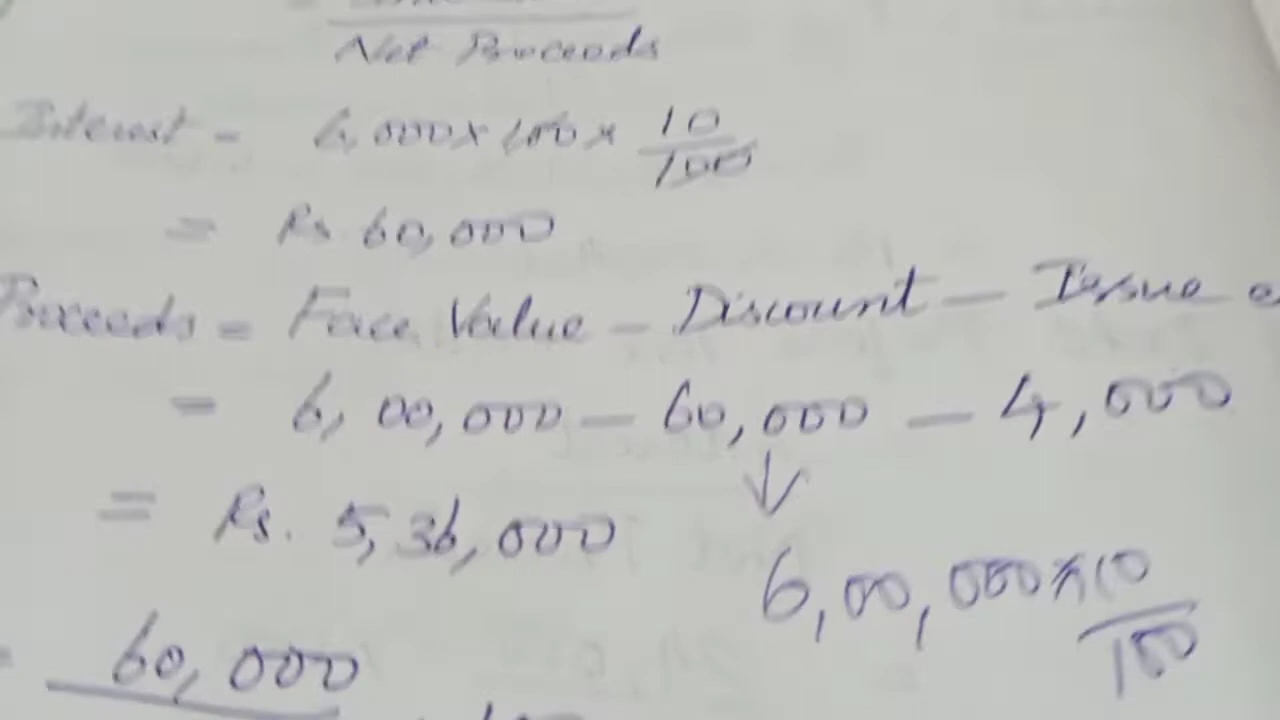 Net Proceeds
Interest = 6,000 × 100 × 10/100
= Rs. 60,000
Proceeds = Face Value - Discount - Issue
= 6,00,000 - 60,000 - 4,000
= Rs. 5,36,000
↓
6,00,000 × 10/100
60,000